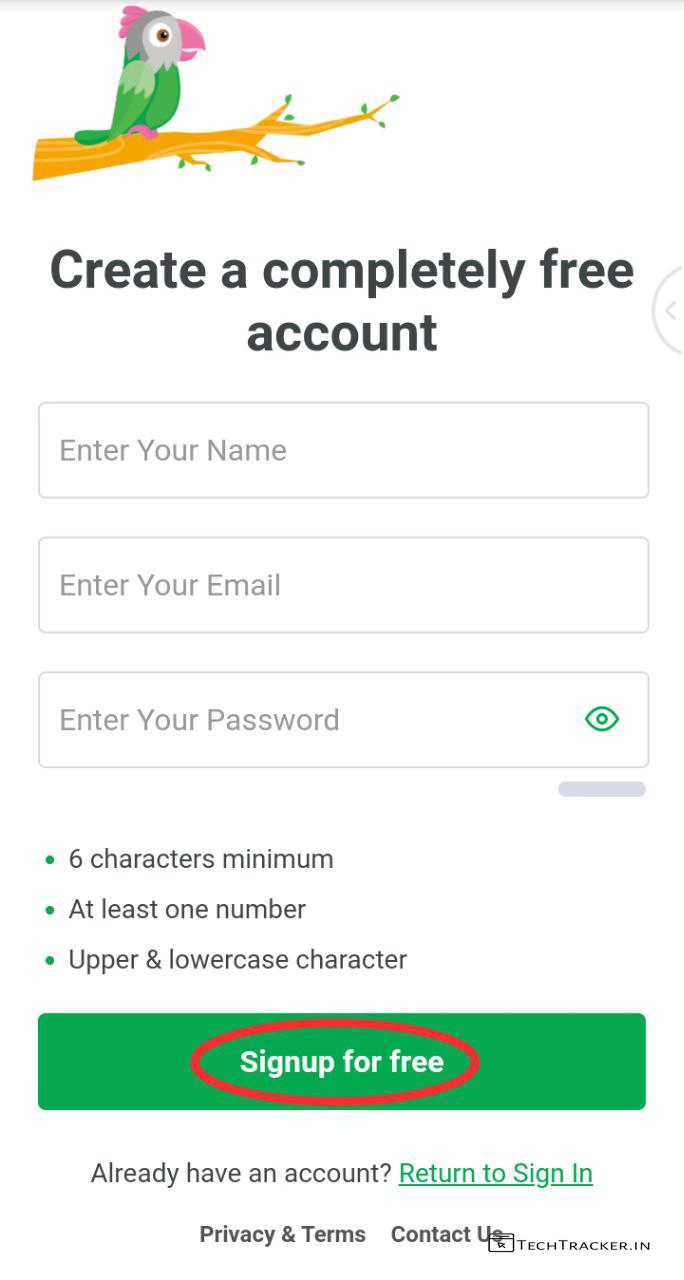 Create a completely free
account
Enter Your Name
Enter Your Email
Enter Your Password
6 characters minimum
At least one number
Upper & lowercase character
Signup for free
Already have an account? Return to Sign In
Privacy & Terms Contact Us
TECHTRACKER.IN